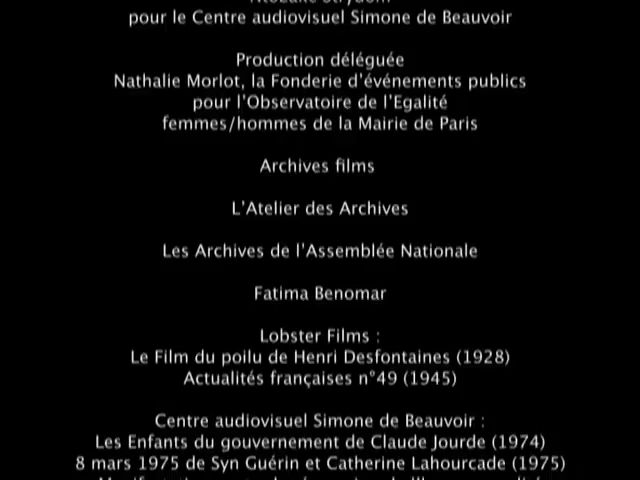 pour le Centre audiovisuel Simone de Beauvoir
Production déléguée
Nathalie Morlot, la Fonderie d'événements publics
pour l'Observatoire de l'Egalité
femmes/hommes de la Mairie de Paris
Archives films
L'Atelier des Archives
Les Archives de l'Assemblée Nationale
Fatima Benomar
Lobster Films :
Le Film du poilu de Henri Desfontaines (1928)
Actualités françaises n°49 (1945)
Centre audiovisuel Simone de Beauvoir :
Les Enfants du gouvernement de Claude Jourde (1974)
8 mars 1975 de Syn Guérin et Catherine Lahourcade (1975)